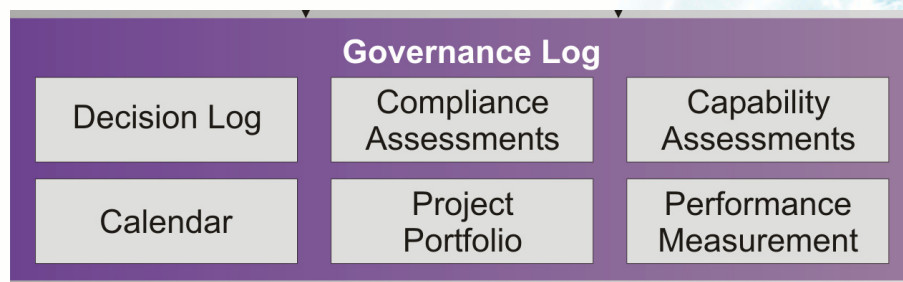 Governance Log
Decision Log
Compliance
Assessments
Capability
Assessments
Calendar
Project
Portfolio
Performance
Measurement